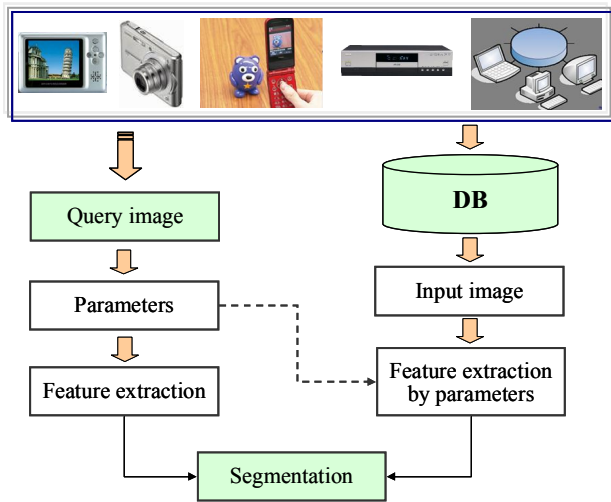 Query image
DB
Parameters
Input image
Feature extraction
Feature extraction
by parameters
Segmentation